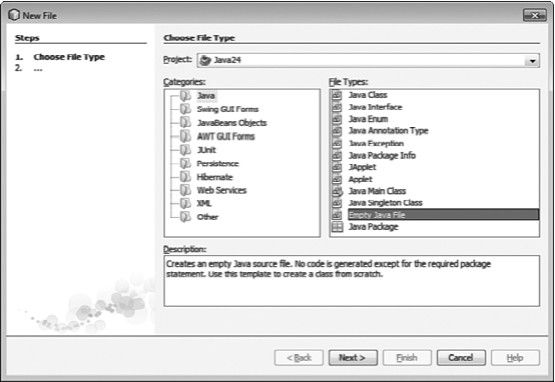 New File
Steps
1. Choose File Type
2. ...
Choose File Type
Project: Java24
Categories:
Java
Swing GUI Forms
JavaBeans Objects
AWT GUI Forms
JUnit
Persistence
Hibernate
Web Services
XML
Other
File Types:
Java Class
Java Interface
Java Enum
Java Annotation Type
Java Exception
Java Package Info
JApplet
Applet
Java Main Class
Java Singleton Class
Empty Java File
Java Package
Description:
Creates an empty Java source file. No code is generated except for the required package
statement. Use this template to create a class from scratch.
< Back
Next >
Finish
Cancel
Help